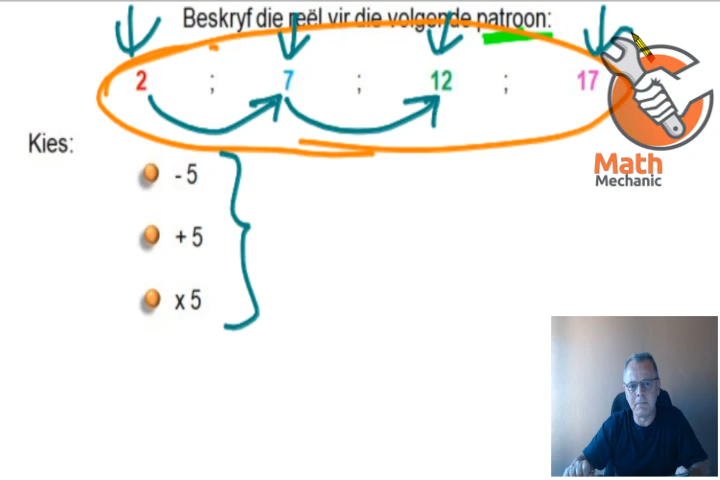 Beskryf die reël vir die volgende patroon:
2 ; 7 ; 12 ; 17
Kies:
- 5
+ 5
x 5
Math
Mechanic